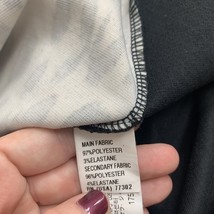 MAIN FABRIC
97%POLYESTER
3%ELASTANE
SECONDARY FABRIC
96%POLYESTER
4%ELASTANE
RN (USA) 77302